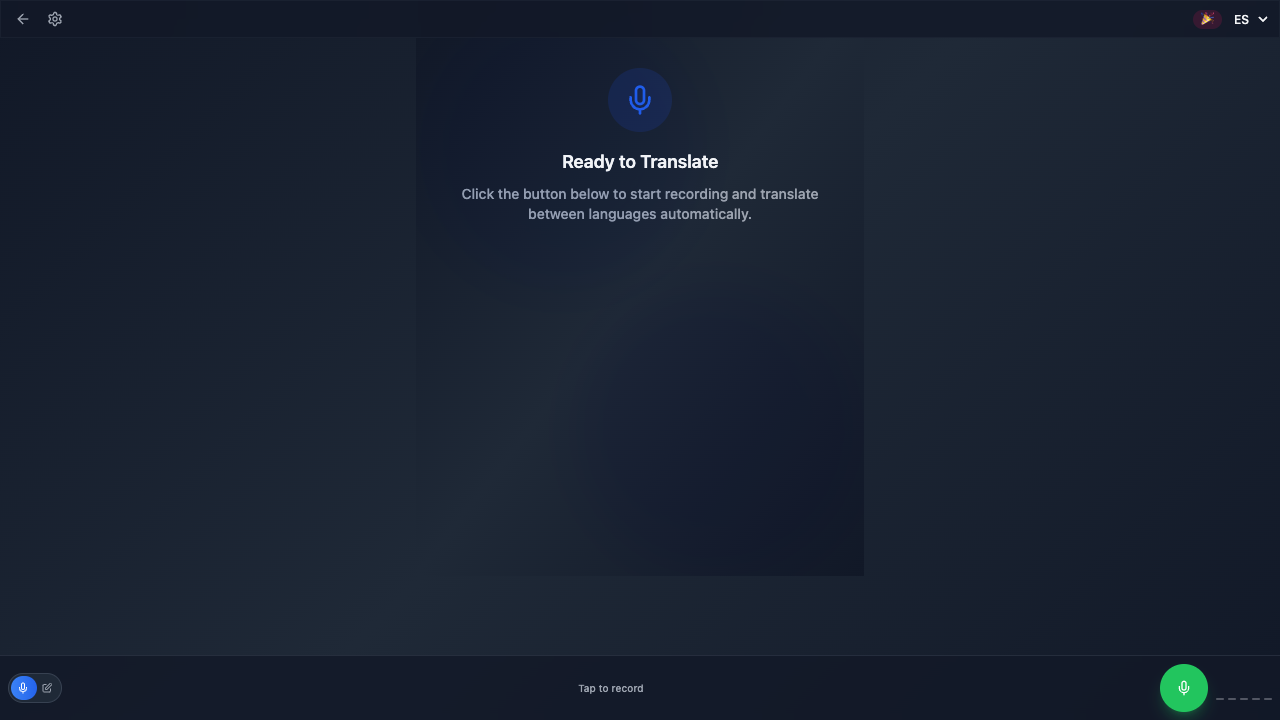 ES
Ready to Translate
Click the button below to start recording and translate
between languages automatically.
Tap to record